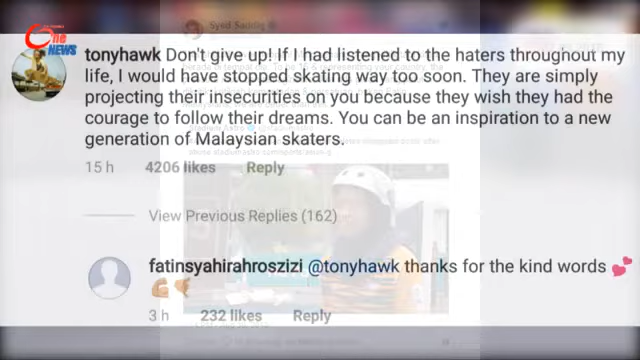 One
NEWS
Syed Saddiq
tonyhawk Don't give up! If I had listened to the haters throughout my
life, I would have stopped skating way too soon. They are simply
projecting their insecurities on you because they wish they had the
courage to follow their dreams. You can be an inspiration to a new
generation of Malaysian skaters.
15 h 4206 likes Reply
View Previous Replies (162)
fatinsyahirahroszizi @tonyhawk thanks for the kind words 💕
💪🏼🤙🏼
3 h 232 likes Reply